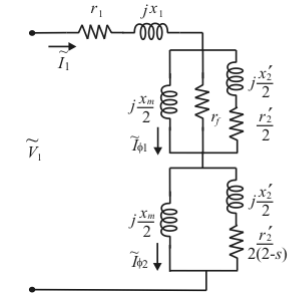 r₁
jx₁
Ĩ₁
j x₂′/2
j xₘ/2
r_f
r₂′/2
Ĩϕ₁
Ṽ₁
j x₂′/2
j xₘ/2
Ĩϕ₂
r₂′/2(2-s)